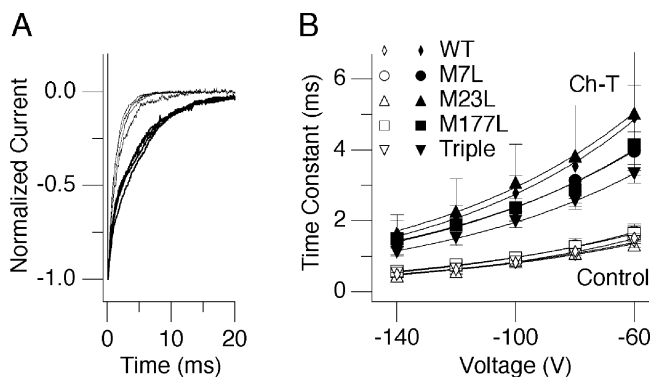 A
Normalized Current
0.0
-0.5
-1.0
0
10
20
Time (ms)
B
Time Constant (ms)
6
4
2
0
WT
M7L
M23L
M177L
Triple
Ch-T
Control
-140
-100
-60
Voltage (V)